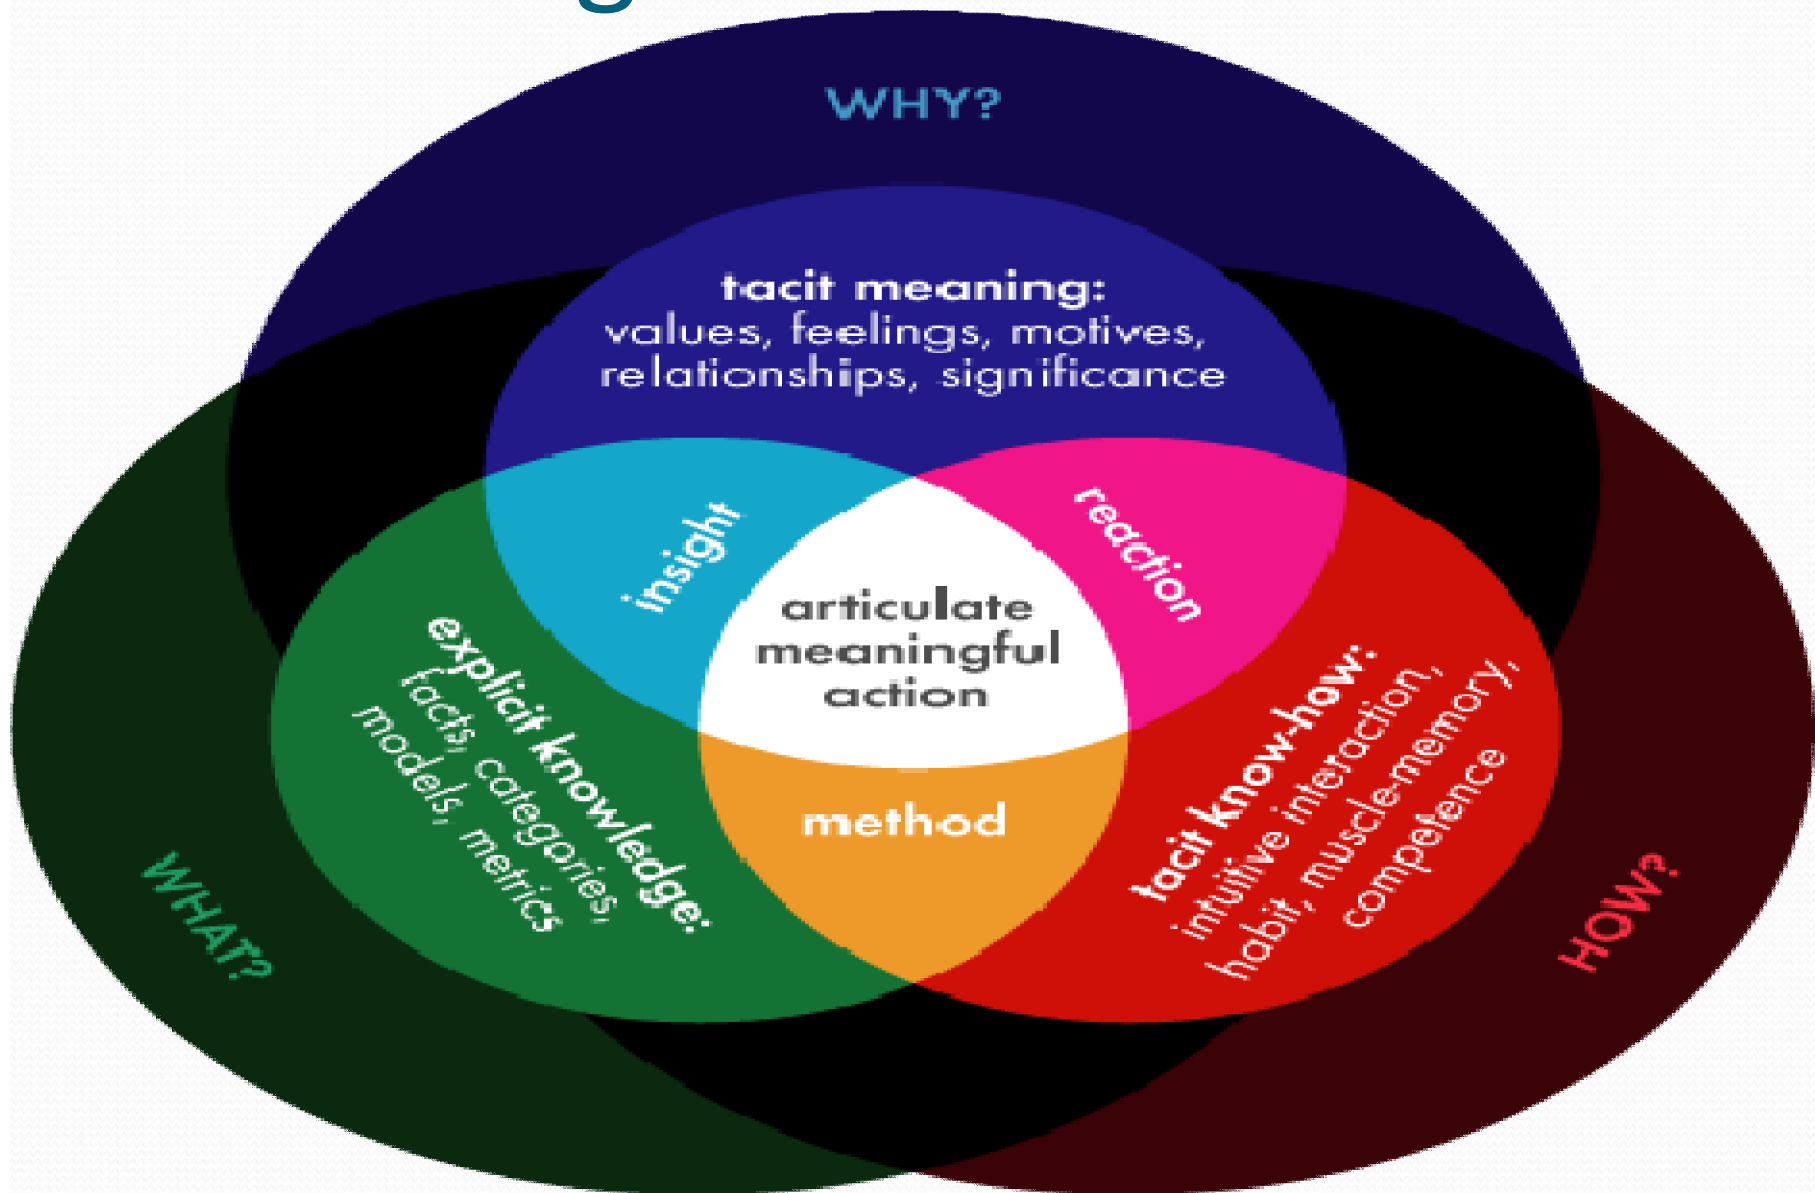 WHY?
tacit meaning:
values, feelings, motives,
relationships, significance
insight
reaction
articulate
meaningful
action
explicit knowledge:
facts, categories,
models, metrics
tacit know-how:
intuitive interaction,
habit, muscle-memory,
competence
method
WHAT?
HOW?